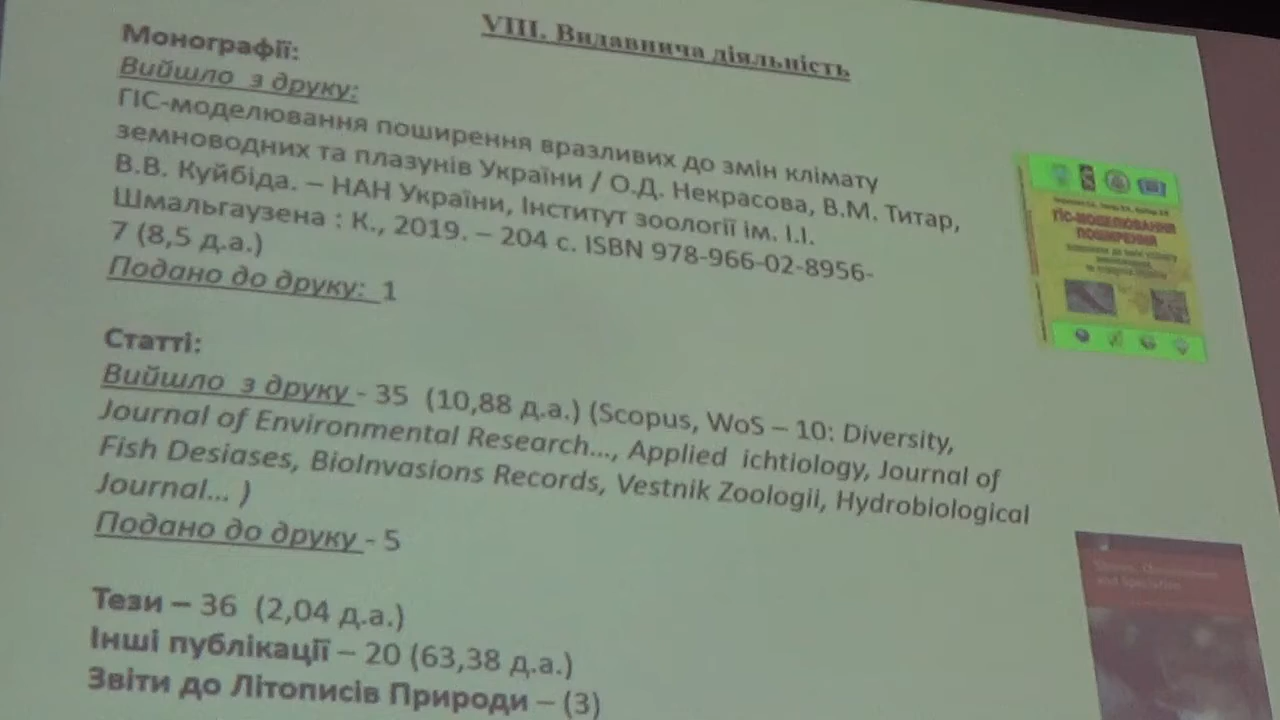 VIII. Видавнича діяльність
Монографії:
Вийшло з друку:
ГІС-моделювання поширення вразливих до змін клімату
земноводних та плазунів України / О.Д. Некрасова, В.М. Титар,
В.В. Куйбіда. – НАН України, Інститут зоології ім. І.І.
Шмальгаузена : К., 2019. – 204 с. ISBN 978-966-02-8956-
7 (8,5 д.а.)
Подано до друку: 1
ГІС-МОДЕЛЮВАННЯ
ПОШИРЕННЯ
Статті:
Вийшло з друку - 35 (10,88 д.а.) (Scopus, WoS – 10: Diversity,
Journal of Environmental Research..., Applied ichtiology, Journal of
Fish Desiases, BioInvasions Records, Vestnik Zoologii, Hydrobiological
Journal... )
Подано до друку - 5
and Speciation
Тези – 36 (2,04 д.а.)
Інші публікації – 20 (63,38 д.а.)
Звіти до Літописів Природи – (3)